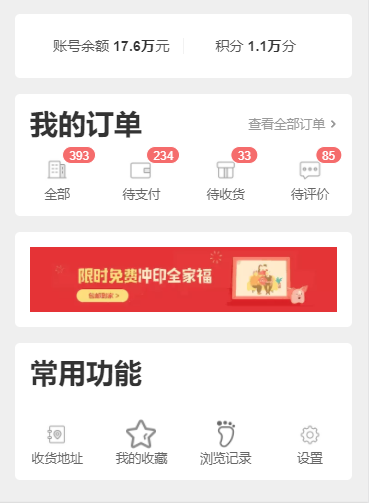 账号余额 17.6万元 积分 1.1万分
我的订单 查看全部订单 >
393 234 33 85
全部 待支付 待收货 待评价
限时免费冲印全家福
常用功能
收货地址 我的收藏 浏览记录 设置